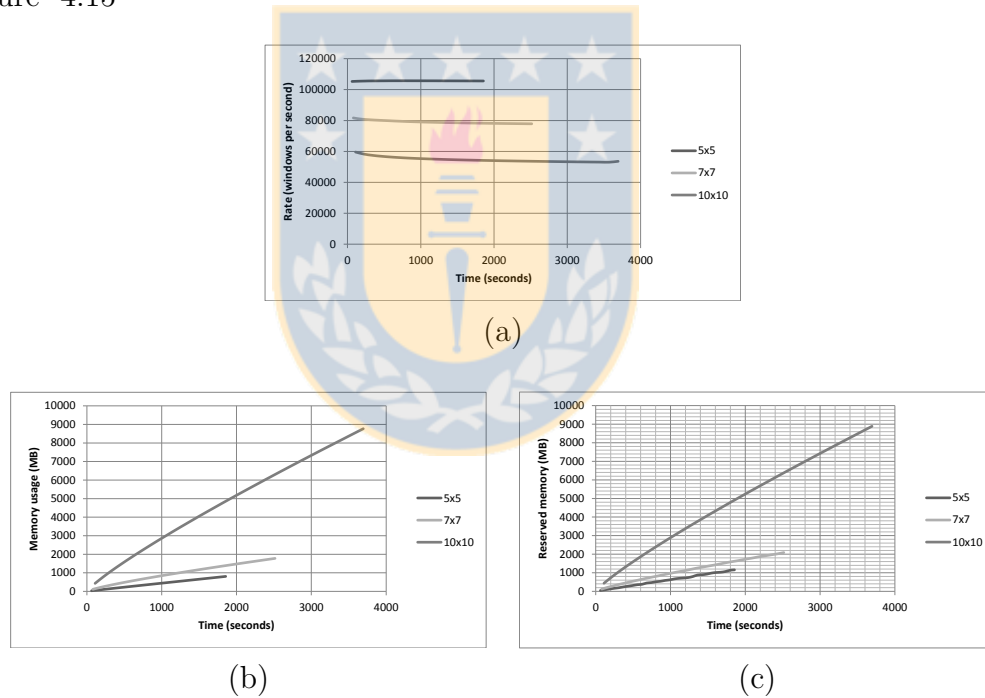 4.15
120000
100000
80000
60000
40000
20000
0
Rate (windows per second)
0 1000 2000 3000 4000
Time (seconds)
5x5
7x7
10x10
(a)
10000
9000
8000
7000
6000
5000
4000
3000
2000
1000
0
Memory usage (MB)
0 1000 2000 3000 4000
Time (seconds)
5x5
7x7
10x10
(b)
10000
9000
8000
7000
6000
5000
4000
3000
2000
1000
0
Reserved memory (MB)
0 1000 2000 3000 4000
Time (seconds)
5x5
7x7
10x10
(c)